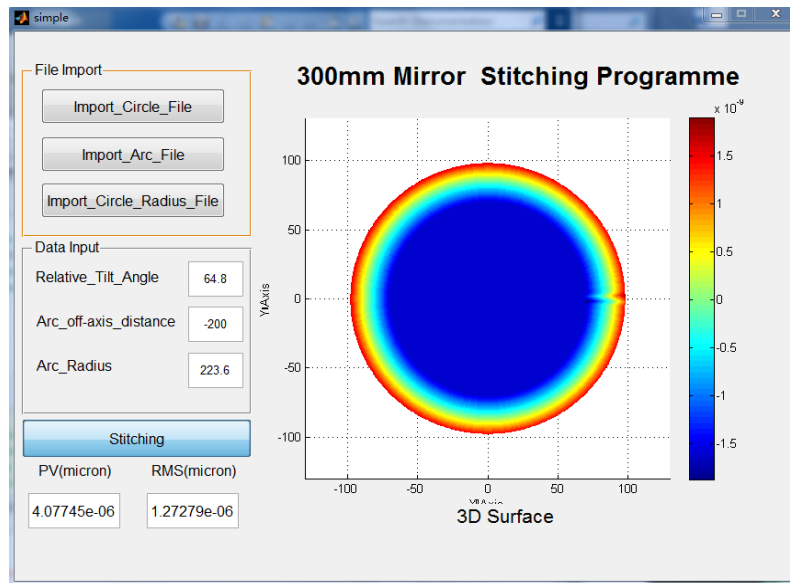 simple
File Import
Import_Circle_File
Import_Arc_File
Import_Circle_Radius_File
Data Input
Relative_Tilt_Angle
64.8
Arc_off-axis_distance
-200
Arc_Radius
223.6
Stitching
PV(micron)
RMS(micron)
4.07745e-06
1.27279e-06
300mm Mirror Stitching Programme
x 10⁻⁹
1.5
1
0.5
0
-0.5
-1
-1.5
100
50
0
-50
-100
-100
-50
0
50
100
3D Surface